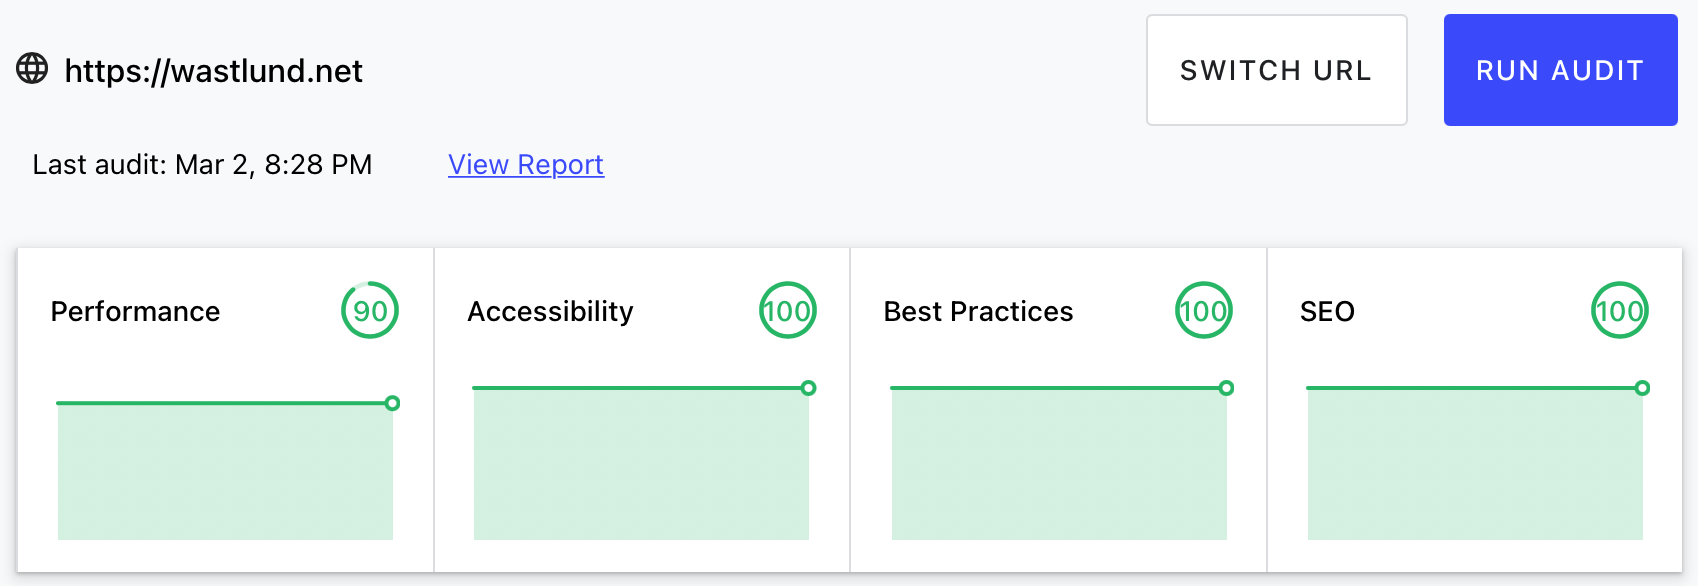 https://wastlund.net
SWITCH URL
RUN AUDIT
Last audit: Mar 2, 8:28 PM
View Report
Performance
90
Accessibility
100
Best Practices
100
SEO
100